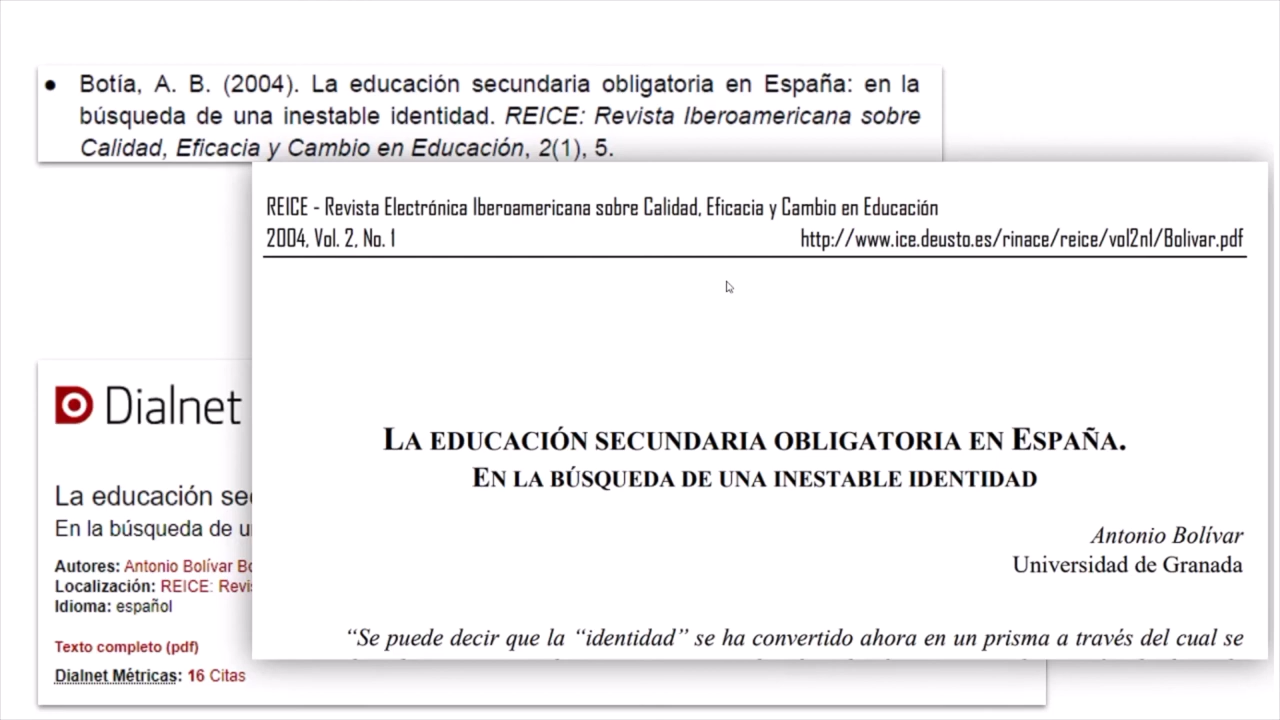 • Botía, A. B. (2004). La educación secundaria obligatoria en España: en la
búsqueda de una inestable identidad. REICE: Revista Iberoamericana sobre
Calidad, Eficacia y Cambio en Educación, 2(1), 5.
REICE - Revista Electrónica Iberoamericana sobre Calidad, Eficacia y Cambio en Educación
2004, Vol. 2, No. 1 http://www.ice.deusto.es/rinace/reice/vol2n1/Bolivar.pdf
LA EDUCACIÓN SECUNDARIA OBLIGATORIA EN ESPAÑA.
EN LA BÚSQUEDA DE UNA INESTABLE IDENTIDAD
Antonio Bolívar
Universidad de Granada
“Se puede decir que la “identidad” se ha convertido ahora en un prisma a través del cual se
Dialnet
La educación
En la búsqueda de
Autores: Antonio Bolívar
Localización: REICE:
Idioma: español
Texto completo (pdf)
Dialnet Métricas: 16 Citas